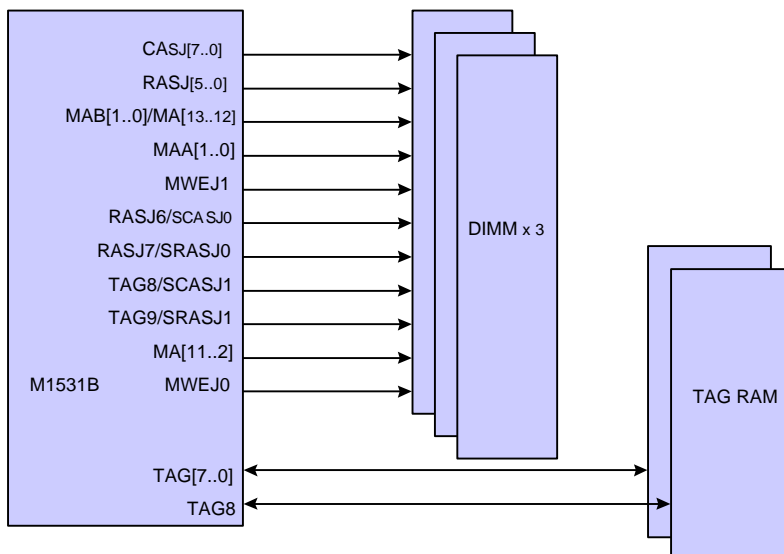 CASJ[7..0]
RASJ[5..0]
MAB[1..0]/MA[13..12]
MAA[1..0]
MWEJ1
RASJ6/SCASJ0
RASJ7/SRASJ0
TAG8/SCASJ1
TAG9/SRASJ1
MA[11..2]
M1531B
MWEJ0
TAG[7..0]
TAG8
DIMM x 3
TAG RAM